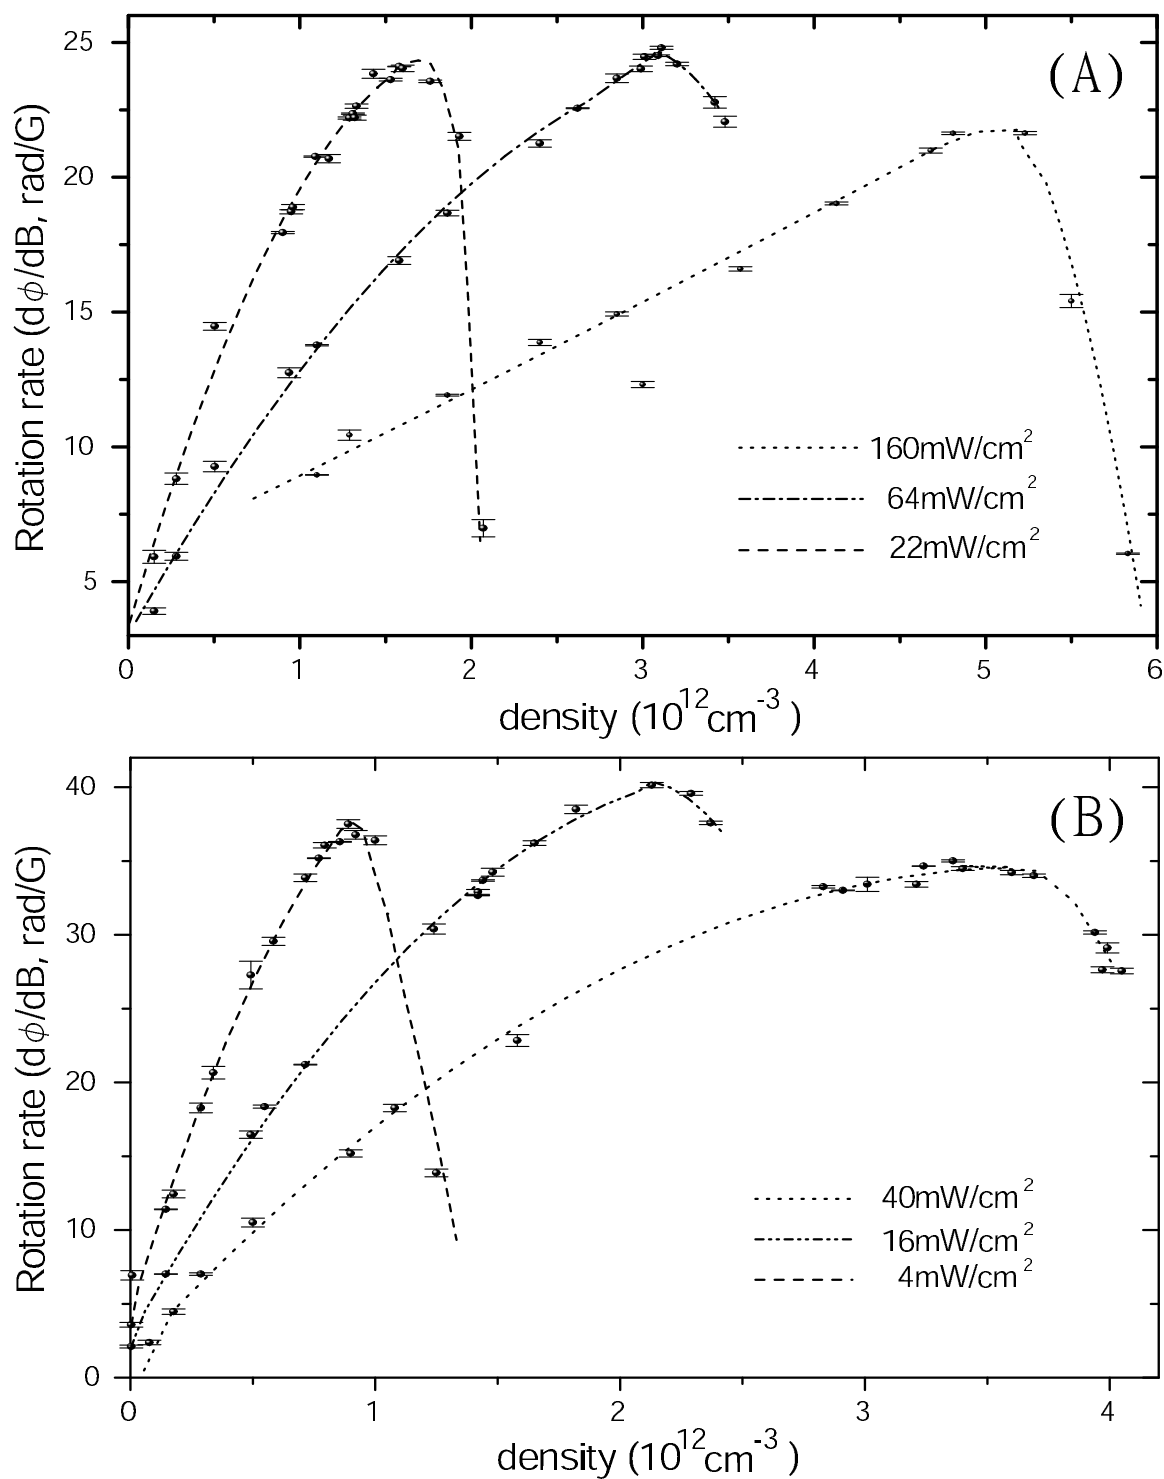 (A)
25
20
15
10
5
Rotation rate (dϕ/dB, rad/G)
160mW/cm²
64mW/cm²
22mW/cm²
0 1 2 3 4 5 6
density (10¹²cm⁻³ )
(B)
40
30
20
10
0
Rotation rate (dϕ/dB, rad/G)
40mW/cm²
16mW/cm²
4mW/cm²
0 1 2 3 4
density (10¹²cm⁻³ )